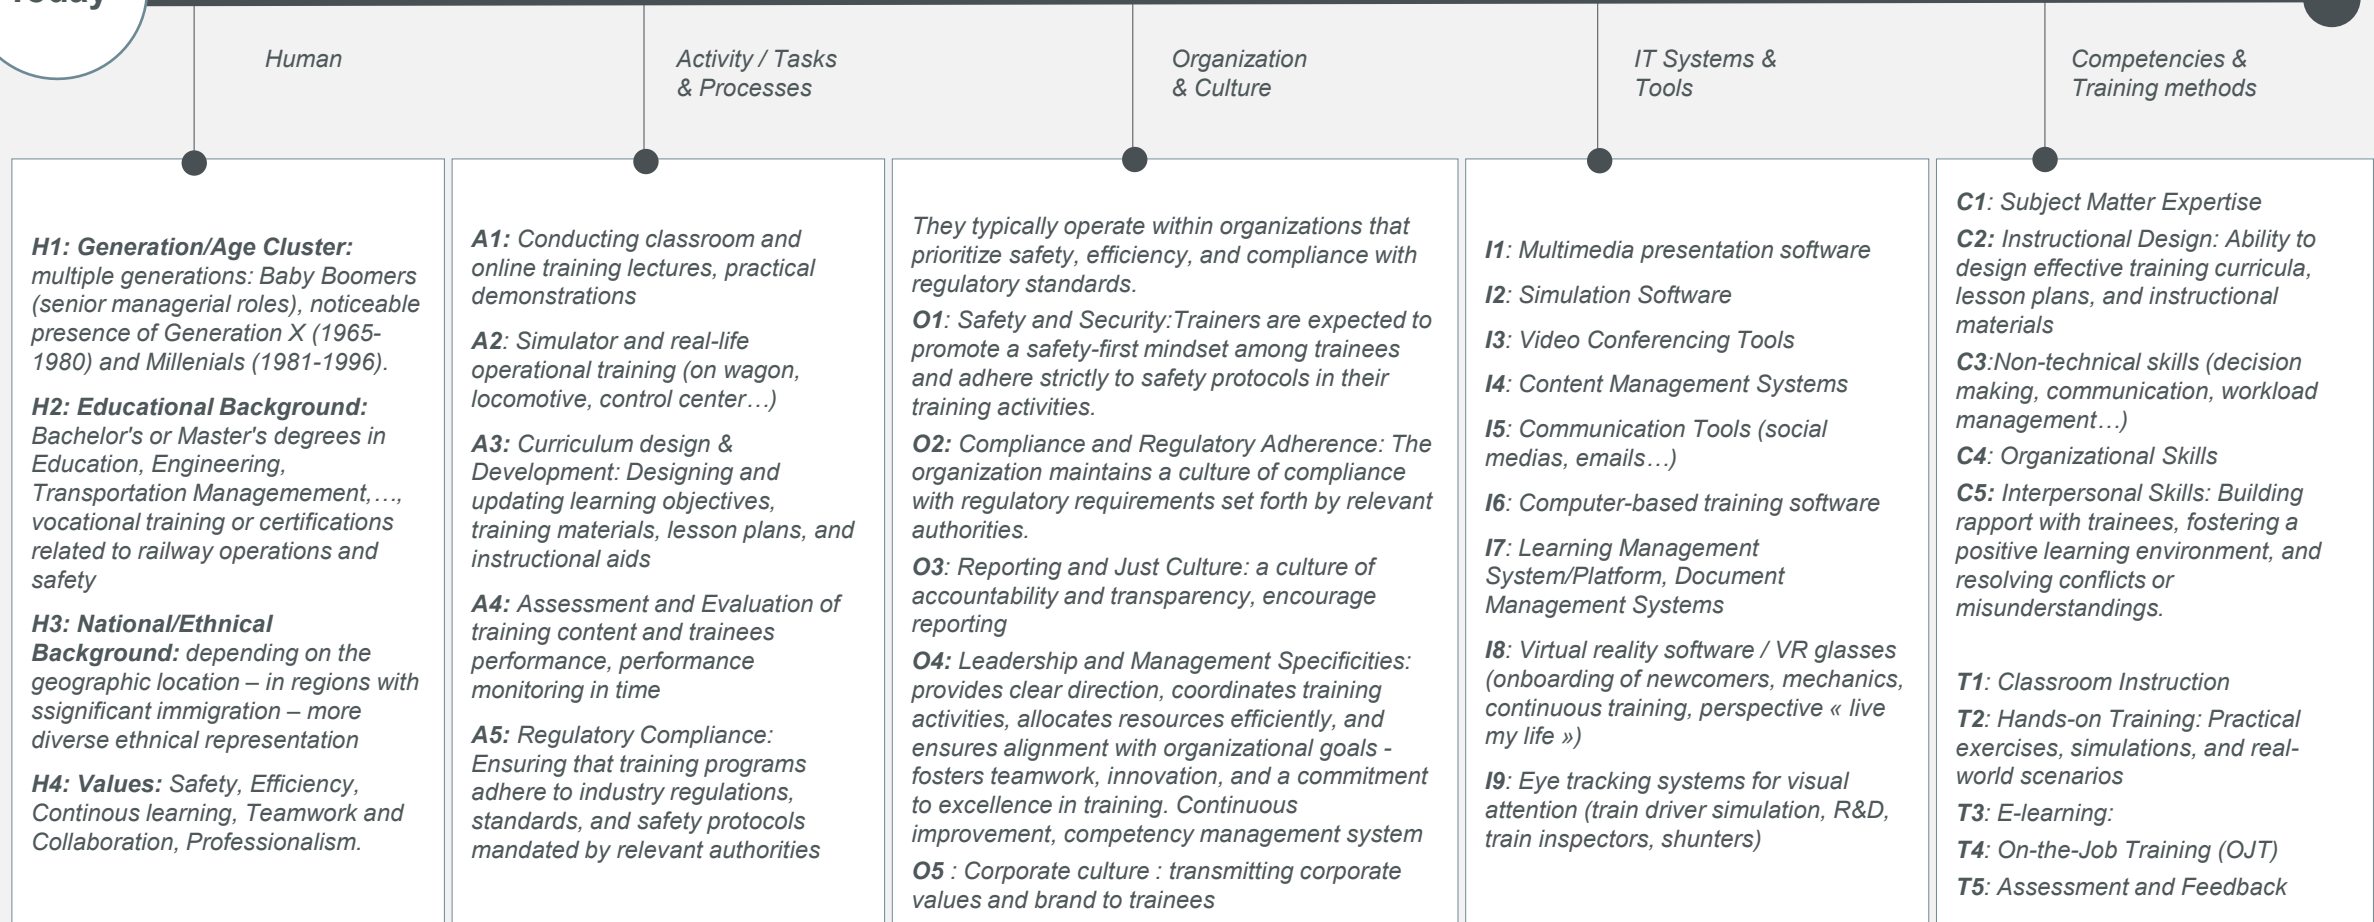 Today
Human
Activity / Tasks
& Processes
Organization
& Culture
IT Systems &
Tools
Competencies &
Training methods
H1: Generation/Age Cluster:
multiple generations: Baby Boomers
(senior managerial roles), noticeable
presence of Generation X (1965-
1980) and Millenials (1981-1996).
H2: Educational Background:
Bachelor's or Master's degrees in
Education, Engineering,
Transportation Managemement,…,
vocational training or certifications
related to railway operations and
safety
H3: National/Ethnical
Background: depending on the
geographic location – in regions with
ssignificant immigration – more
diverse ethnical representation
H4: Values: Safety, Efficiency,
Continous learning, Teamwork and
Collaboration, Professionalism.
A1: Conducting classroom and
online training lectures, practical
demonstrations
A2: Simulator and real-life
operational training (on wagon,
locomotive, control center…)
A3: Curriculum design &
Development: Designing and
updating learning objectives,
training materials, lesson plans, and
instructional aids
A4: Assessment and Evaluation of
training content and trainees
performance, performance
monitoring in time
A5: Regulatory Compliance:
Ensuring that training programs
adhere to industry regulations,
standards, and safety protocols
mandated by relevant authorities
They typically operate within organizations that
prioritize safety, efficiency, and compliance with
regulatory standards.
O1: Safety and Security:Trainers are expected to
promote a safety-first mindset among trainees
and adhere strictly to safety protocols in their
training activities.
O2: Compliance and Regulatory Adherence: The
organization maintains a culture of compliance
with regulatory requirements set forth by relevant
authorities.
O3: Reporting and Just Culture: a culture of
accountability and transparency, encourage
reporting
O4: Leadership and Management Specificities:
provides clear direction, coordinates training
activities, allocates resources efficiently, and
ensures alignment with organizational goals -
fosters teamwork, innovation, and a commitment
to excellence in training. Continuous
improvement, competency management system
O5 : Corporate culture : transmitting corporate
values and brand to trainees
I1: Multimedia presentation software
I2: Simulation Software
I3: Video Conferencing Tools
I4: Content Management Systems
I5: Communication Tools (social
medias, emails…)
I6: Computer-based training software
I7: Learning Management
System/Platform, Document
Management Systems
I8: Virtual reality software / VR glasses
(onboarding of newcomers, mechanics,
continuous training, perspective « live
my life »)
I9: Eye tracking systems for visual
attention (train driver simulation, R&D,
train inspectors, shunters)
C1: Subject Matter Expertise
C2: Instructional Design: Ability to
design effective training curricula,
lesson plans, and instructional
materials
C3:Non-technical skills (decision
making, communication, workload
management…)
C4: Organizational Skills
C5: Interpersonal Skills: Building
rapport with trainees, fostering a
positive learning environment, and
resolving conflicts or
misunderstandings.
T1: Classroom Instruction
T2: Hands-on Training: Practical
exercises, simulations, and real-
world scenarios
T3: E-learning:
T4: On-the-Job Training (OJT)
T5: Assessment and Feedback